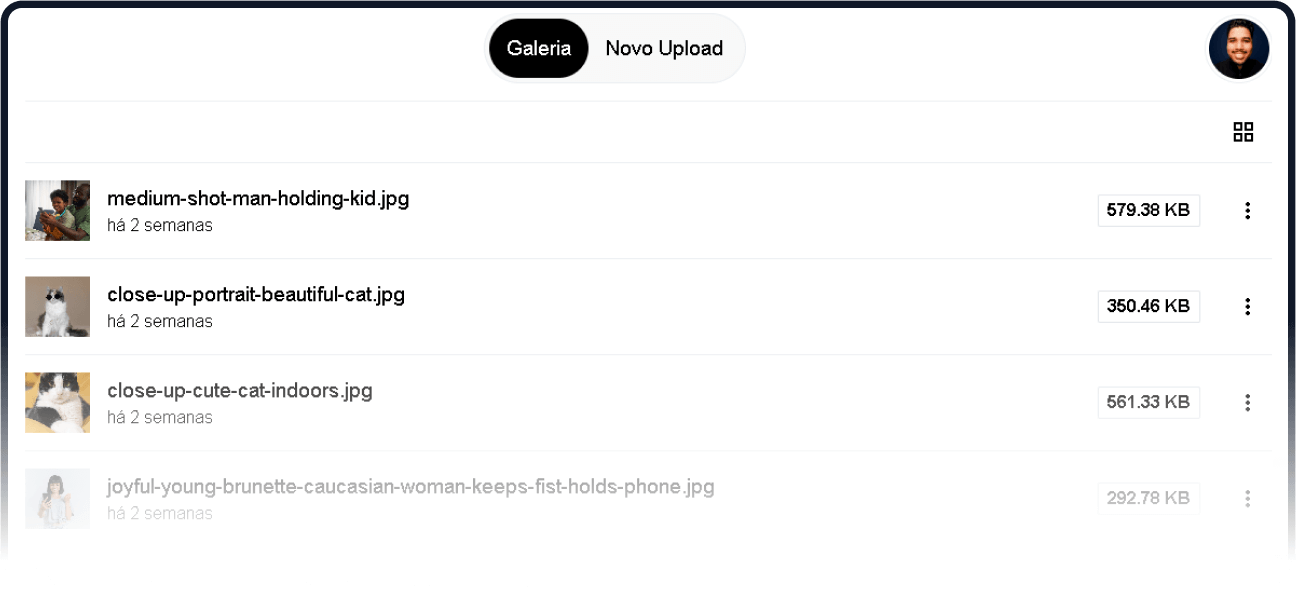 Galeria Novo Upload
medium-shot-man-holding-kid.jpg
há 2 semanas
579.38 KB
close-up-portrait-beautiful-cat.jpg
há 2 semanas
350.46 KB
close-up-cute-cat-indoors.jpg
há 2 semanas
561.33 KB
joyful-young-brunette-caucasian-woman-keeps-fist-holds-phone.jpg
há 2 semanas
292.78 KB